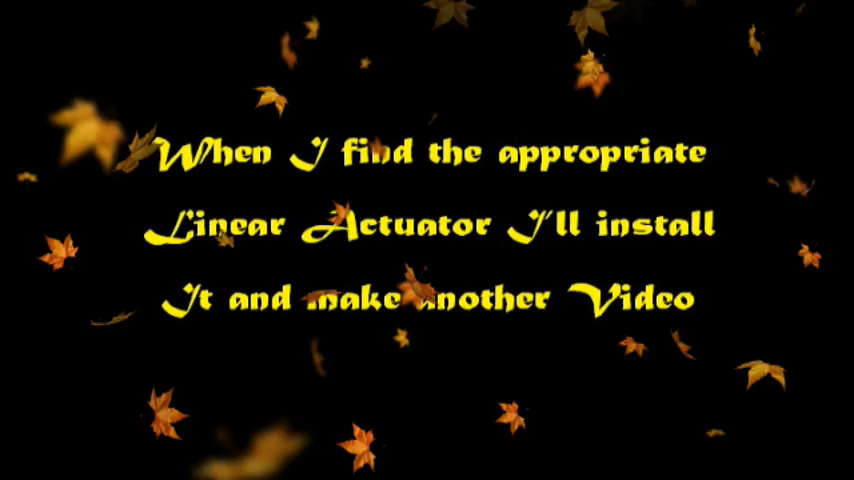 When I find the appropriate
Linear Actuator I'll install
It and make another Video